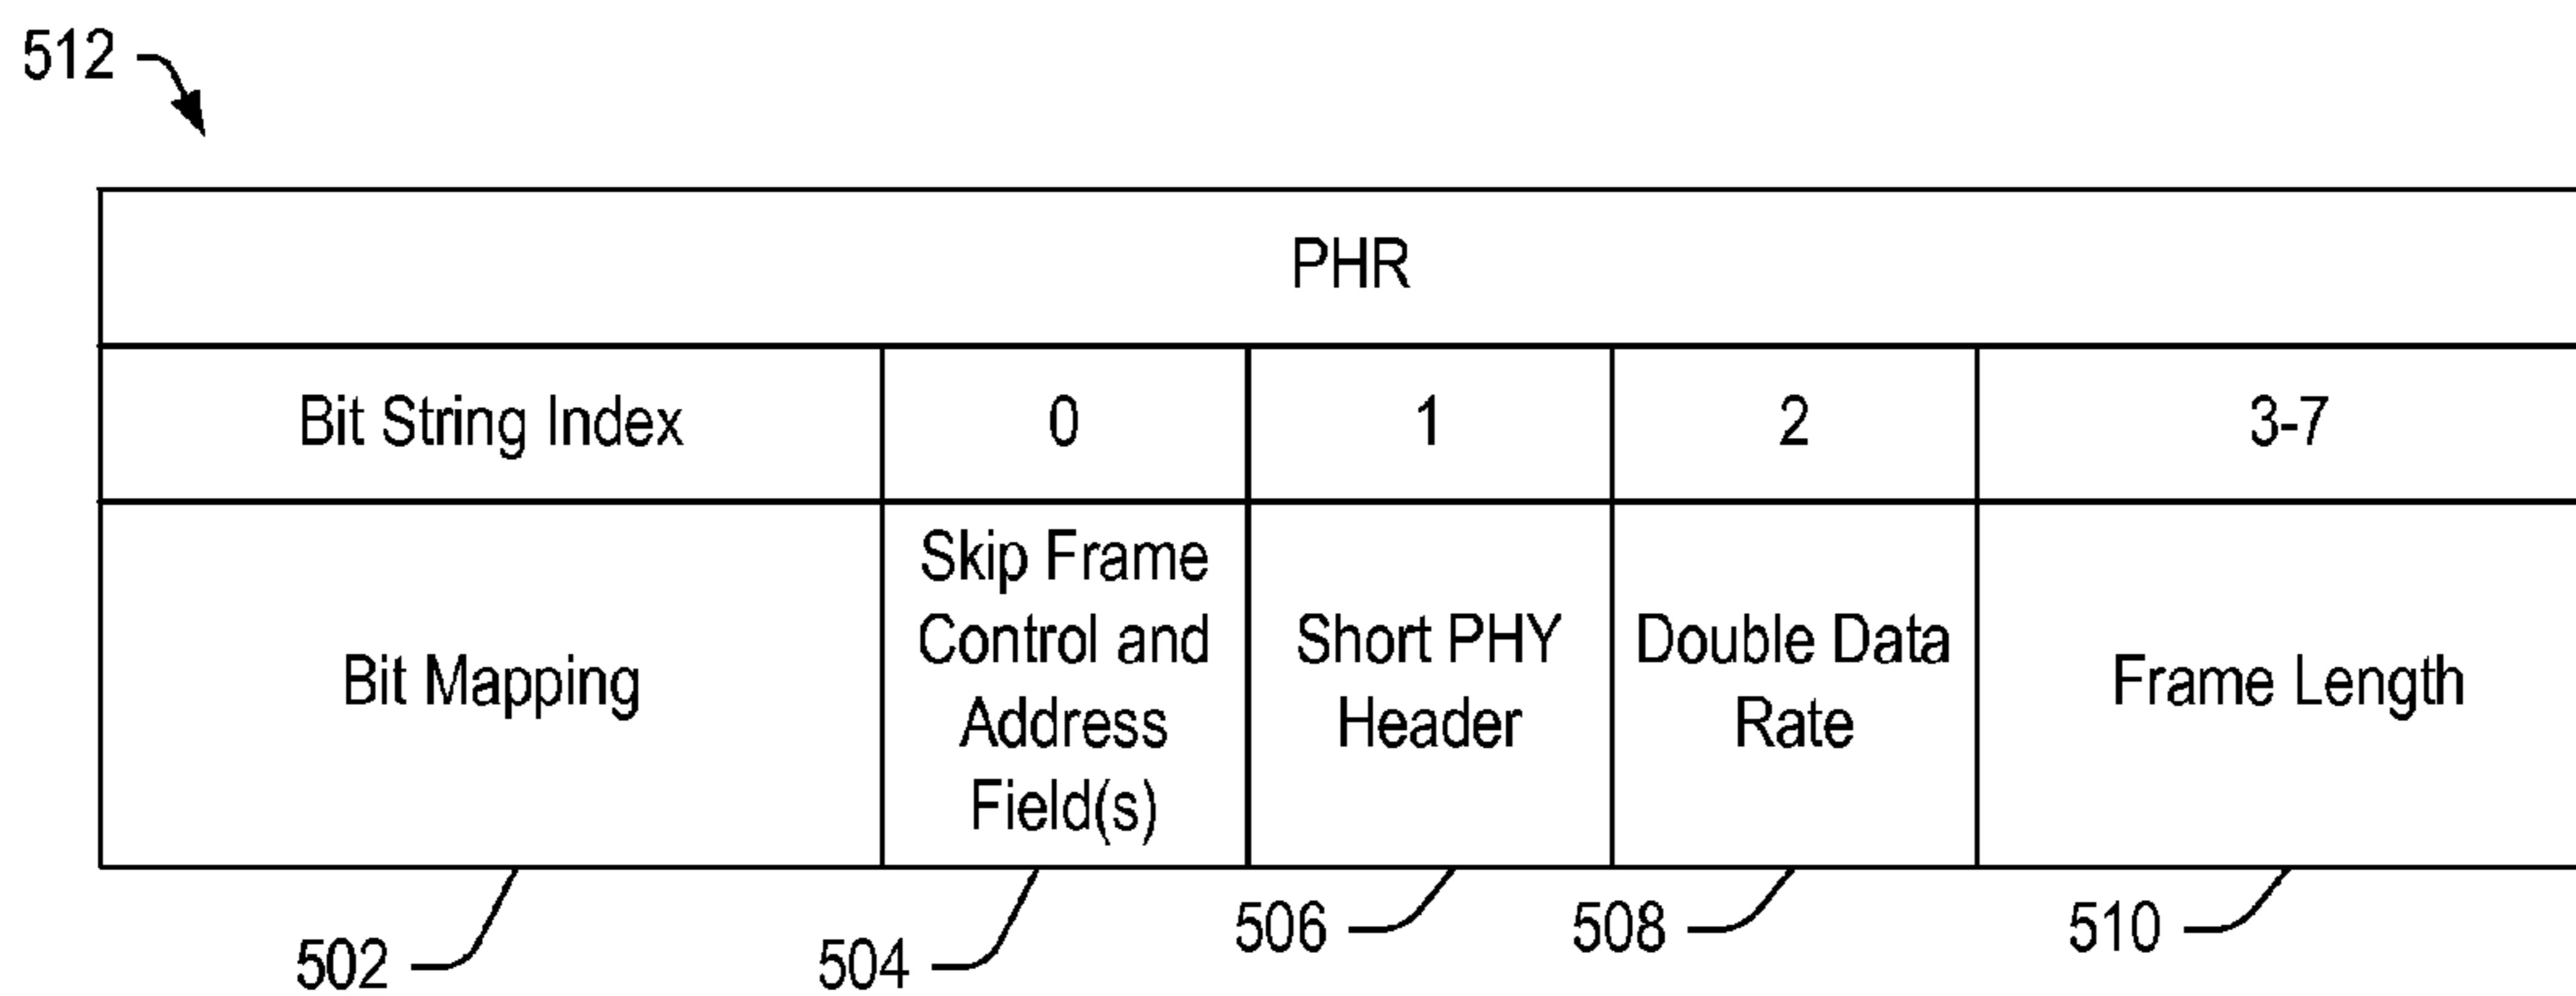 512
PHR
Bit String Index 0 1 2 3-7
Bit Mapping
Skip Frame
Control and
Address
Field(s)
Short PHY
Header
Double Data
Rate
Frame Length
502 504 506 508 510